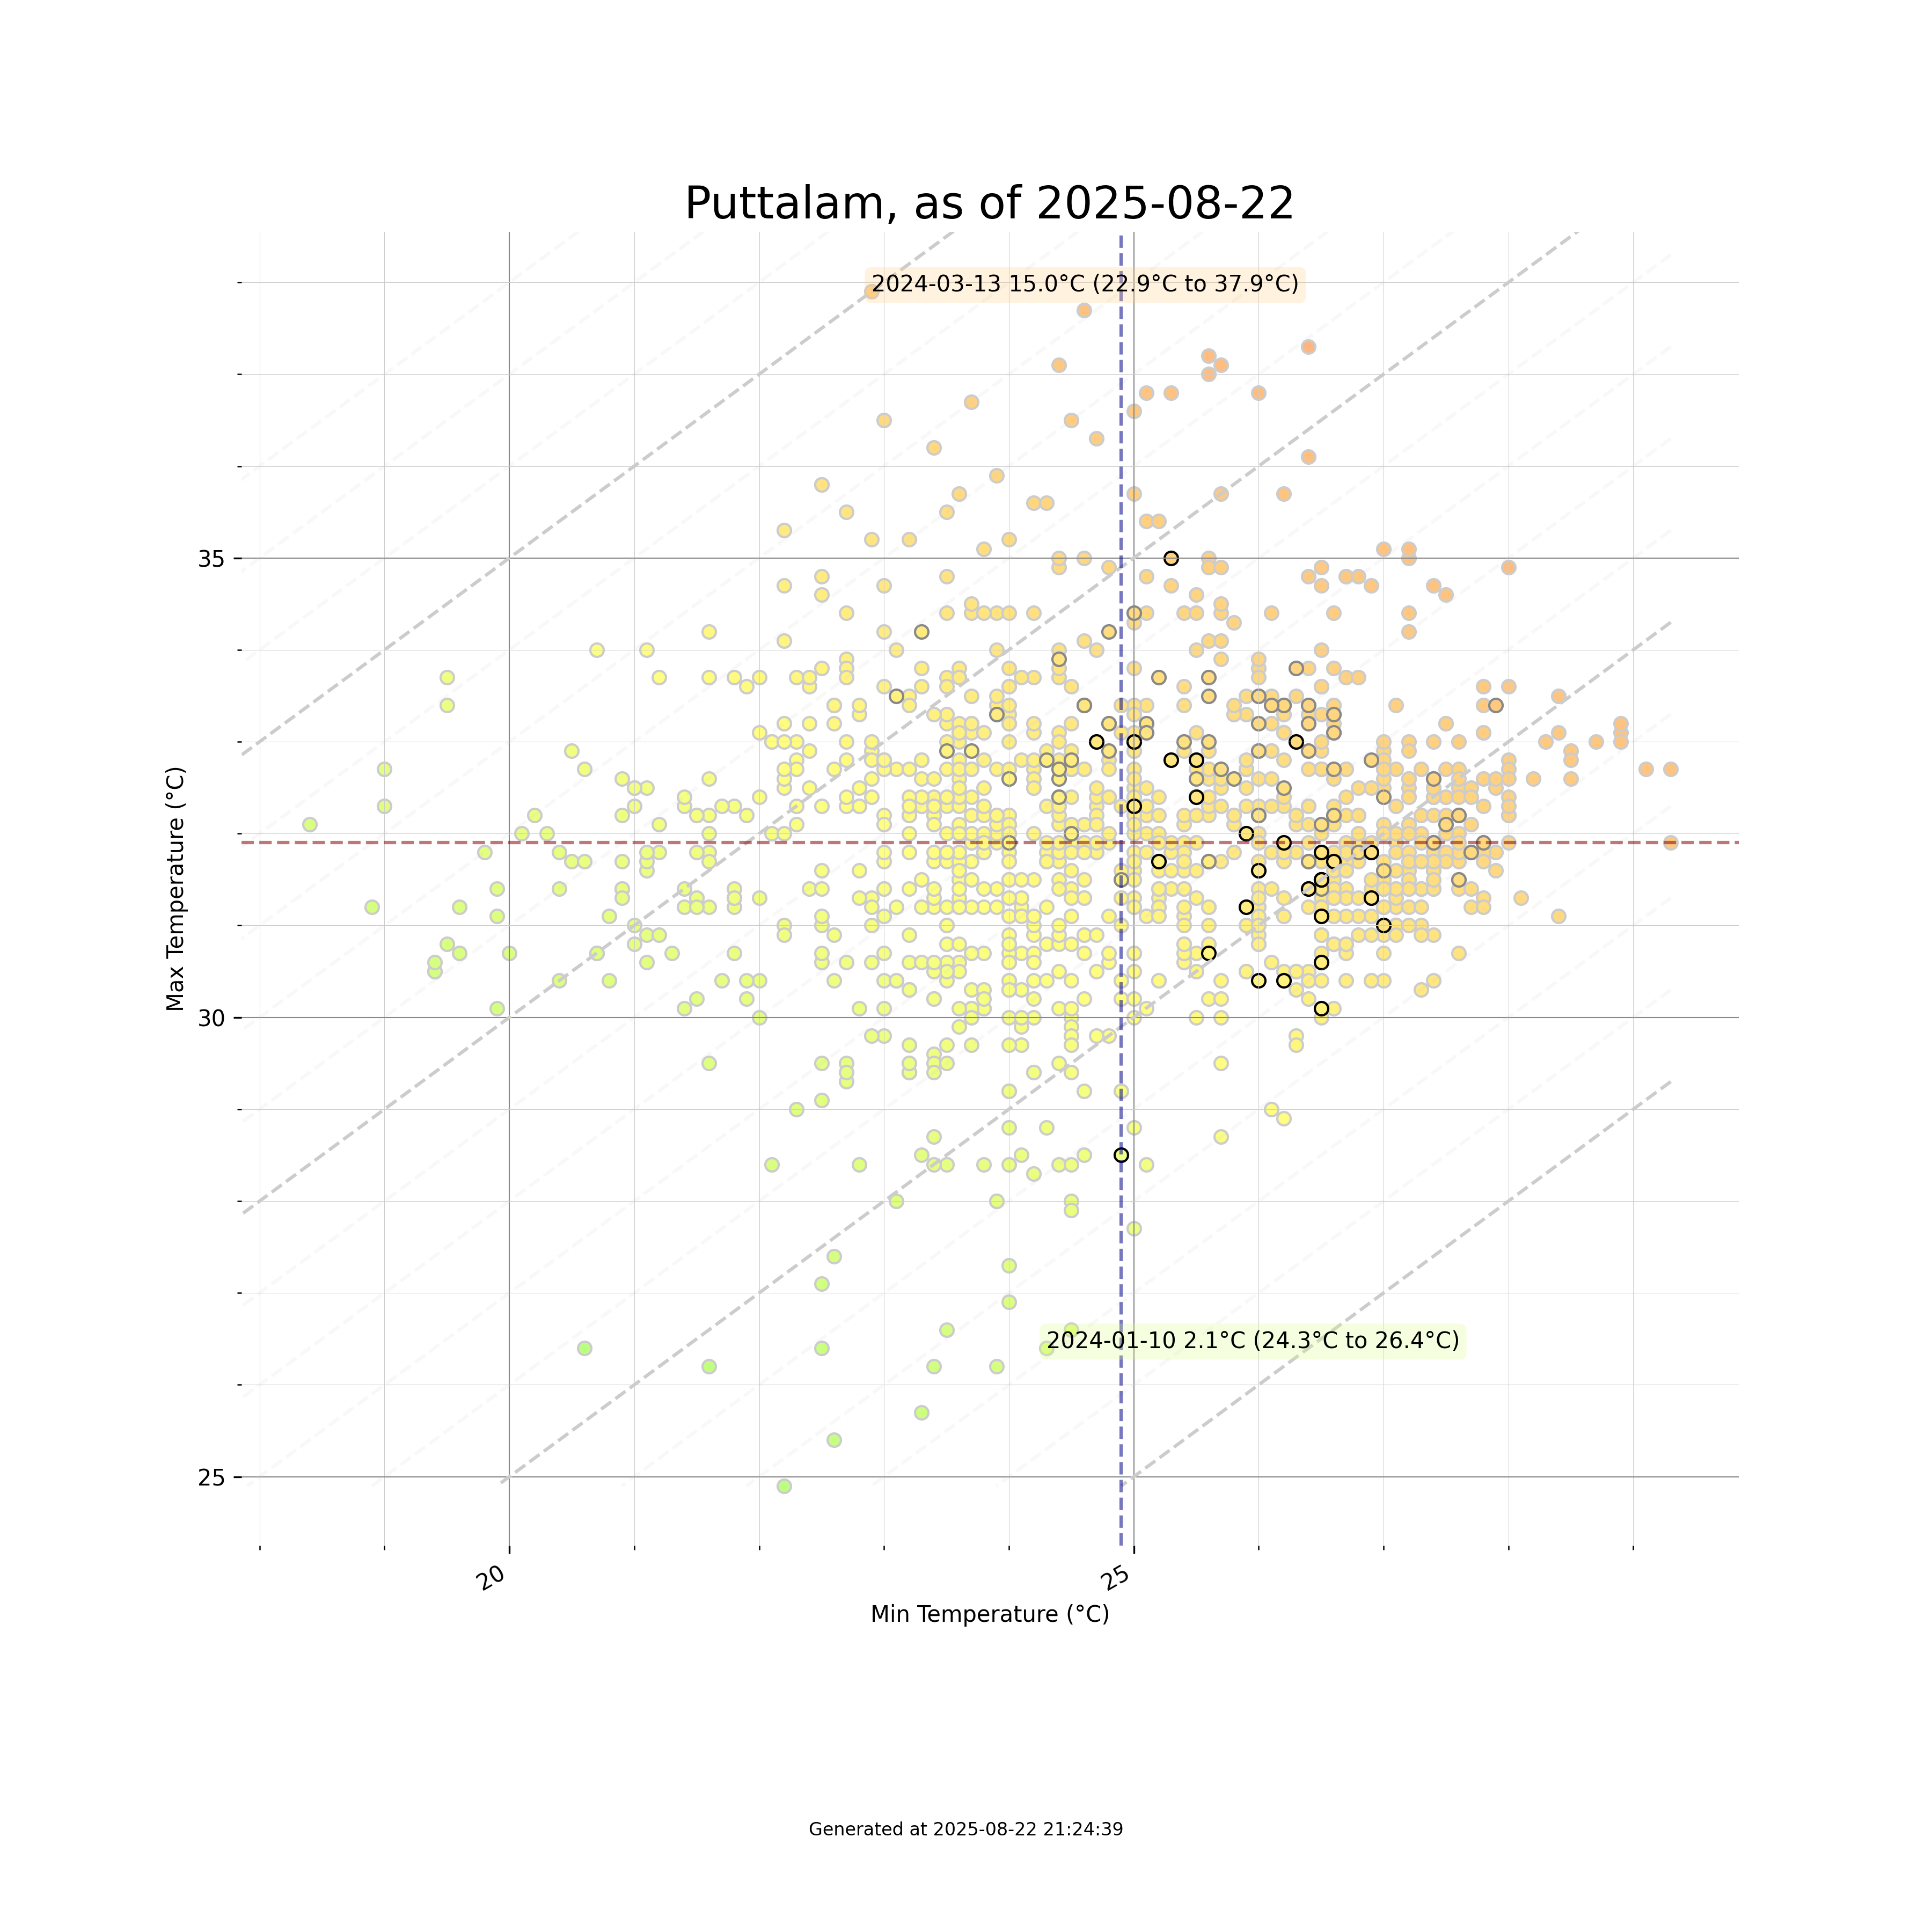 Puttalam, as of 2025-08-22
2024-03-13 15.0°C (22.9°C to 37.9°C)
35
Max Temperature (°C)
30
2024-01-10 2.1°C (24.3°C to 26.4°C)
25
20
25
Min Temperature (°C)
Generated at 2025-08-22 21:24:39